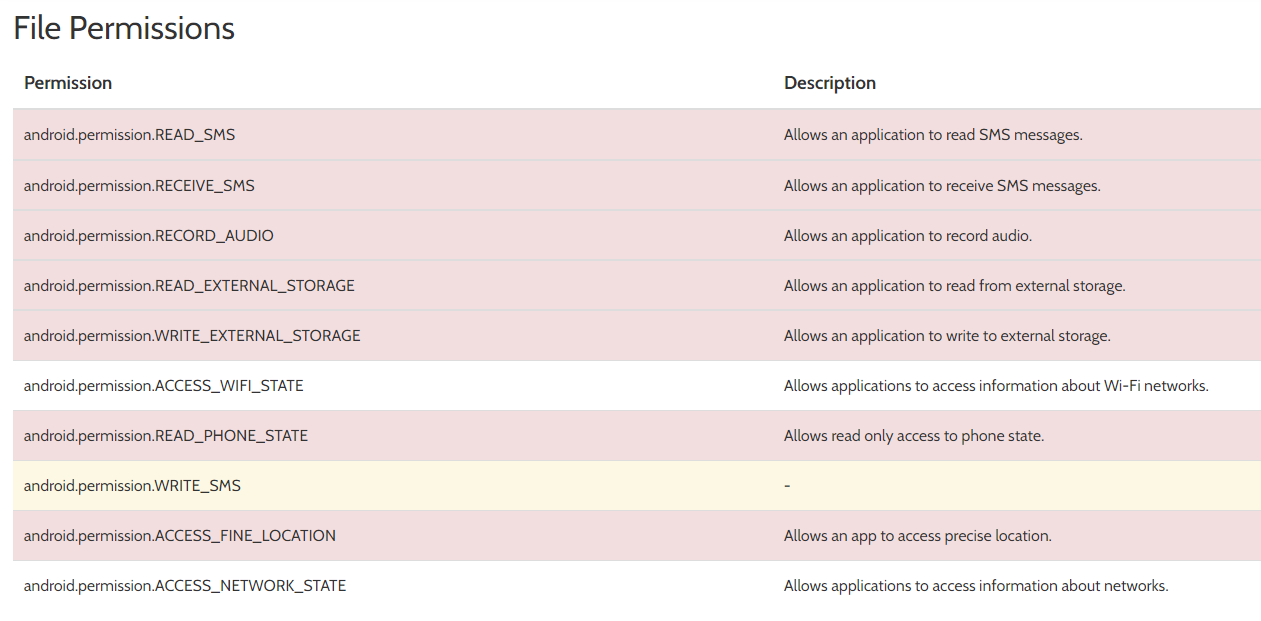 File Permissions
Permission Description
android.permission.READ_SMS Allows an application to read SMS messages.
android.permission.RECEIVE_SMS Allows an application to receive SMS messages.
android.permission.RECORD_AUDIO Allows an application to record audio.
android.permission.READ_EXTERNAL_STORAGE Allows an application to read from external storage.
android.permission.WRITE_EXTERNAL_STORAGE Allows an application to write to external storage.
android.permission.ACCESS_WIFI_STATE Allows applications to access information about Wi-Fi networks.
android.permission.READ_PHONE_STATE Allows read only access to phone state.
android.permission.WRITE_SMS -
android.permission.ACCESS_FINE_LOCATION Allows an app to access precise location.
android.permission.ACCESS_NETWORK_STATE Allows applications to access information about networks.